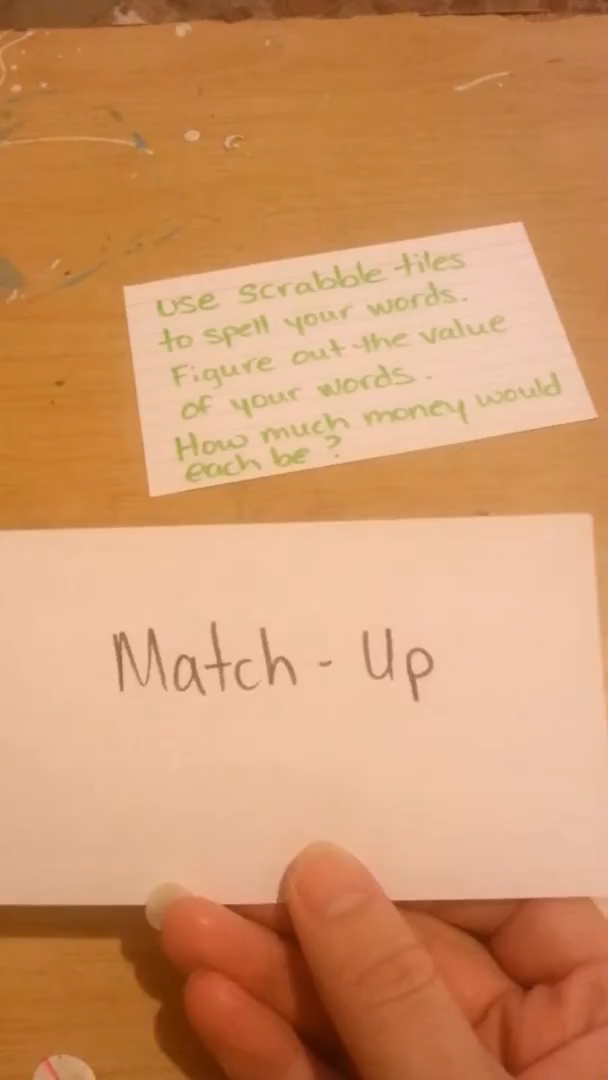 use scrabble tiles
to spell your words.
Figure out the value
of your words.
How much money would
each be?
Match - Up